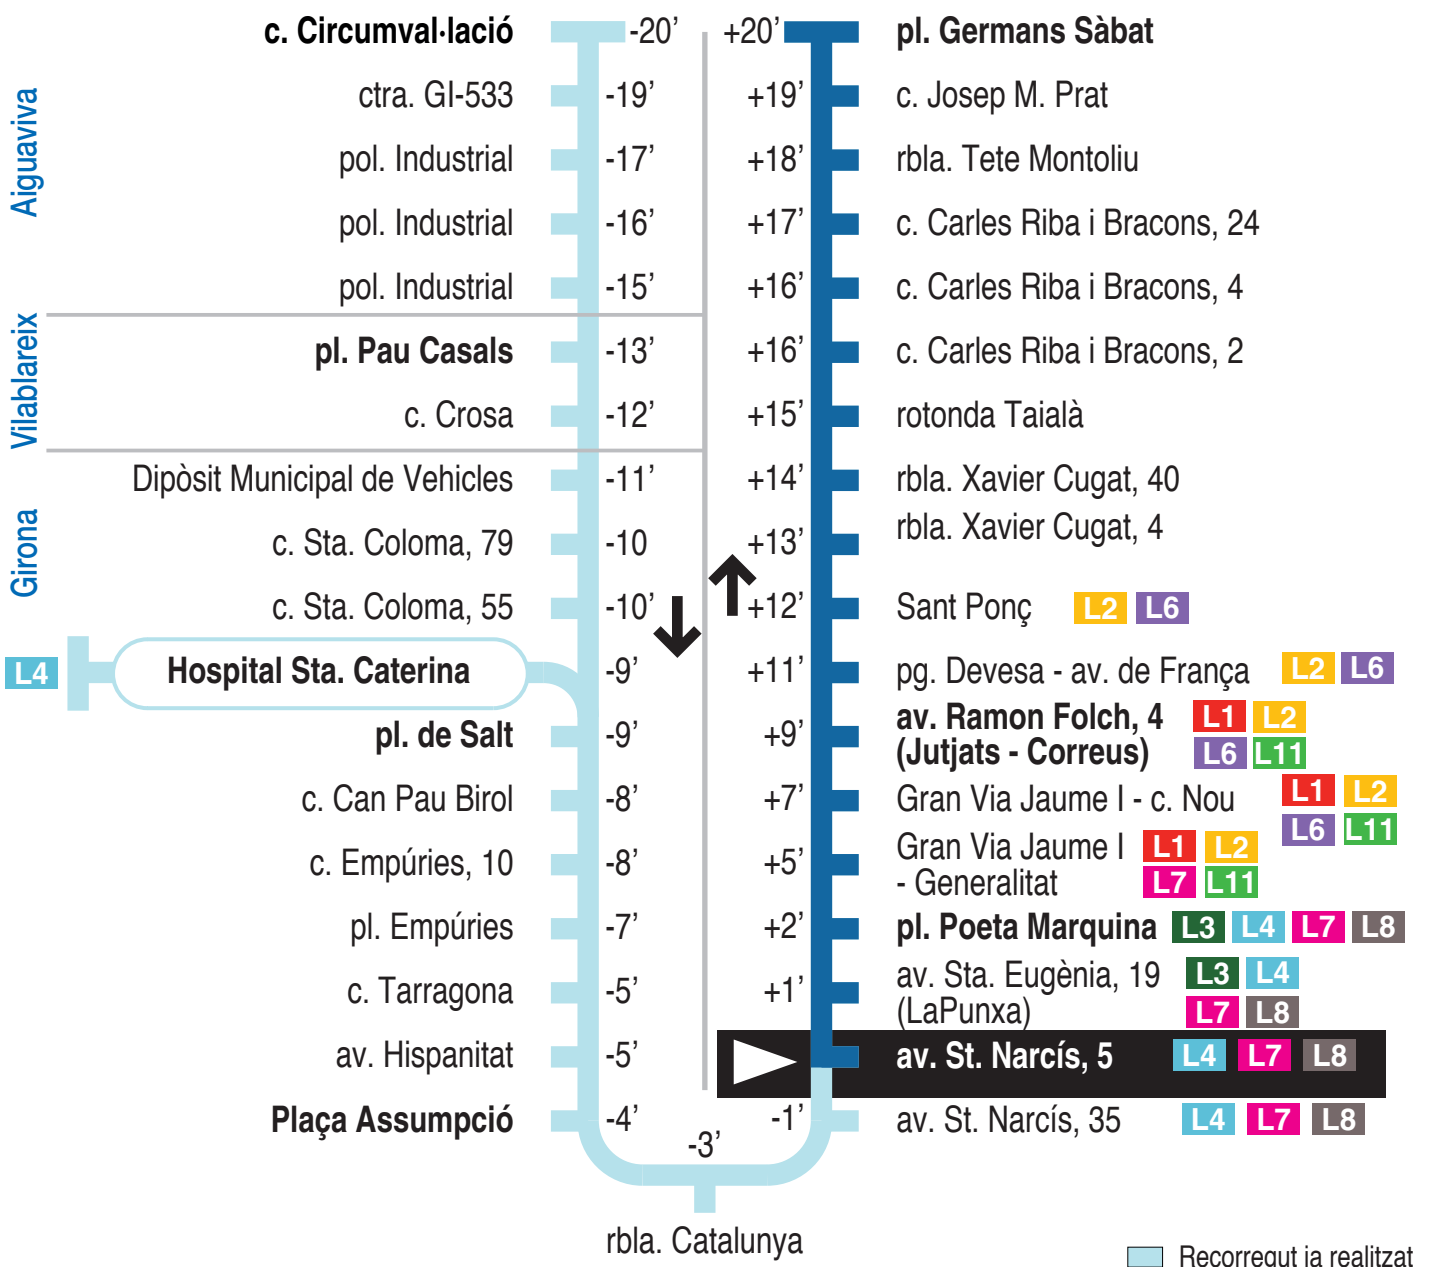 Aiguaviva
Vilablareix
Girona
c. Circumval·lació -20’
ctra. GI-533 -19’
pol. Industrial -17’
pol. Industrial -16’
pol. Industrial -15’
pl. Pau Casals -13’
c. Crosa -12’
Dipòsit Municipal de Vehicles -11’
c. Sta. Coloma, 79 -10
c. Sta. Coloma, 55 -10’
L4 Hospital Sta. Caterina -9’
pl. de Salt -9’
c. Can Pau Birol -8’
c. Empúries, 10 -8’
pl. Empúries -7’
c. Tarragona -5’
av. Hispanitat -5’
Plaça Assumpció -4’
-3’
rbla. Catalunya
+20’ pl. Germans Sàbat
+19’ c. Josep M. Prat
+18’ rbla. Tete Montoliu
+17’ c. Carles Riba i Bracons, 24
+16’ c. Carles Riba i Bracons, 4
+16’ c. Carles Riba i Bracons, 2
+15’ rotonda Taialà
+14’ rbla. Xavier Cugat, 40
+13’ rbla. Xavier Cugat, 4
+12’ Sant Ponç L2 L6
+11’ pg. Devesa - av. de França L2 L6
+9’ av. Ramon Folch, 4 L1 L2
(Jutjats - Correus) L6 L11
+7’ Gran Via Jaume I - c. Nou L1 L2
L6 L11
+5’ Gran Via Jaume I L1 L2
- Generalitat L7 L11
+2’ pl. Poeta Marquina L3 L4 L7 L8
+1’ av. Sta. Eugènia, 19 L3 L4
(LaPunxa) L7 L8
av. St. Narcís, 5 L4 L7 L8
-1’ av. St. Narcís, 35 L4 L7 L8
Recorregut ja realitzat